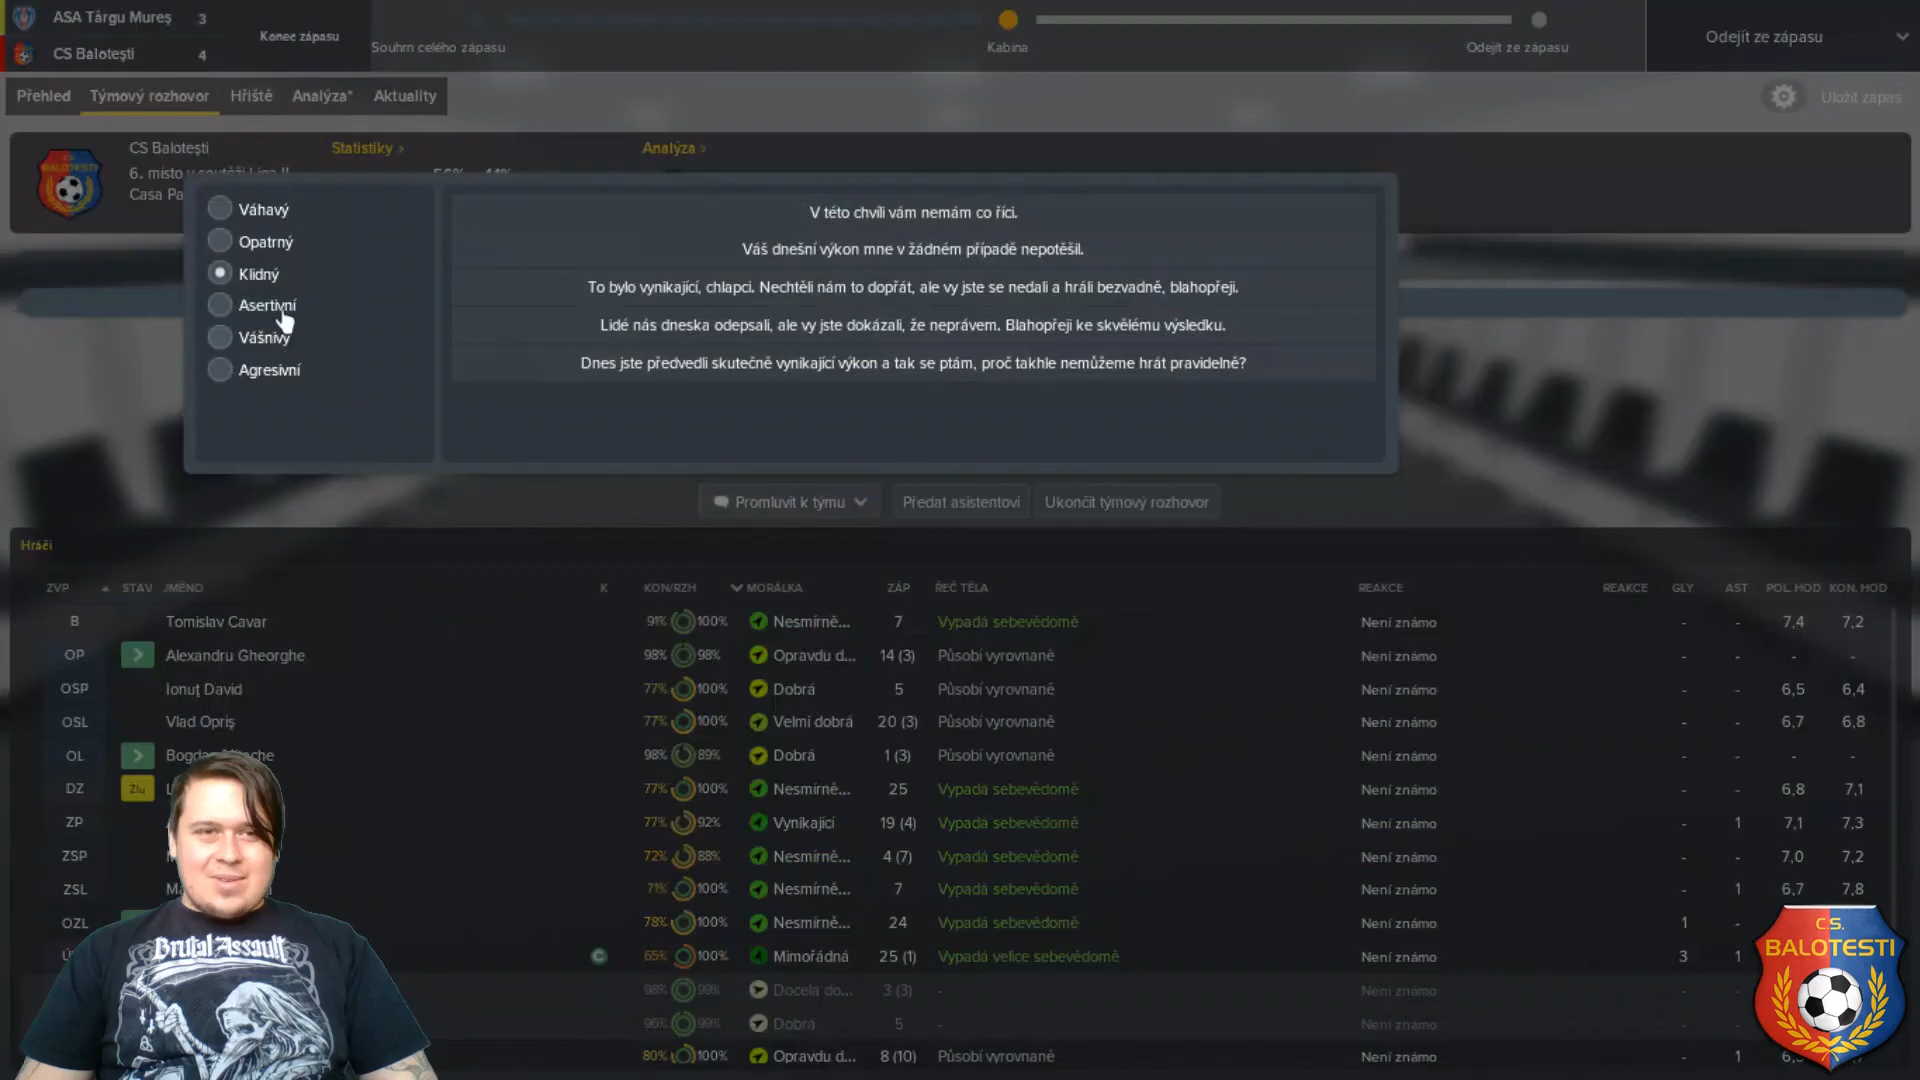 ASA Târgu Mureș 3
CS Balotești 4
Konec zápasu
Souhrn celého zápasu
Kabina
Odejít ze zápasu
Odejít ze zápasu
Přehled Týmový rozhovor Hřiště Analýza* Aktuality
Uložit zápas
CS Balotești Statistiky > Analýza >
6. místo v soutěži Liga II
Casa Pa
Váhavý
Opatrný
Klidný
Asertivní
Vášnivý
Agresivní
V této chvíli vám nemám co říci.
Váš dnešní výkon mne v žádném případě nepotěšil.
To bylo vynikající, chlapci. Nechtěli nám to dopřát, ale vy jste se nedali a hráli bezvadně, blahopřeji.
Lidé nás dneska odepsali, ale vy jste dokázali, že neprávem. Blahopřeji ke skvělému výsledku.
Dnes jste předvedli skutečně vynikající výkon a tak se ptám, proč takhle nemůžeme hrát pravidelně?
Promluvit k týmu Předat asistentovi Ukončit týmový rozhovor
Hráči
ZVP STAV JMÉNO K KON/RZH MORÁLKA ZÁP ŘEČ TĚLA REAKCE REAKCE GLY AST POL. HOD KON. HOD
B Tomislav Cavar 91% 100% Nesmírně... 7 Vypadá sebevědomě Není známo - - 7,4 7,2
OP Alexandru Gheorghe 98% 98% Opravdu d... 14 (3) Působí vyrovnaně Není známo - - - -
OSP Ionuț David 77% 100% Dobrá 5 Působí vyrovnaně Není známo - - 6,5 6,4
OSL Vlad Opriș 77% 100% Velmi dobrá 20 (3) Působí vyrovnaně Není známo - - 6,7 6,8
OL 98% 89% Dobrá 1 (3) Působí vyrovnaně Není známo - - - -
DZ Žlu 77% 100% Nesmírně... 25 Vypadá sebevědomě Není známo - - 6,8 7,1
ZP 77% 92% Vynikající 19 (4) Vypadá sebevědomě Není známo - 1 7,1 7,3
ZSP 72% 88% Nesmírně... 4 (7) Vypadá sebevědomě Není známo - - 7,0 7,2
ZSL Ma 71% 100% Nesmírně... 7 Vypadá sebevědomě Není známo - 1 6,7 7,8
OZL 78% 100% Nesmírně... 24 Vypadá sebevědomě Není známo 1 -
C 65% 100% Mimořádná 25 (1) Vypadá velice sebevědomě Není známo 3 1
98% 99% Docela do... 3 (3) - Není známo
96% 99% Dobrá 5 - Není známo
80% 100% Opravdu d... 8 (10) Působí vyrovnaně Není známo - 1
Brutal Assault
C.S.
BALOTESTI